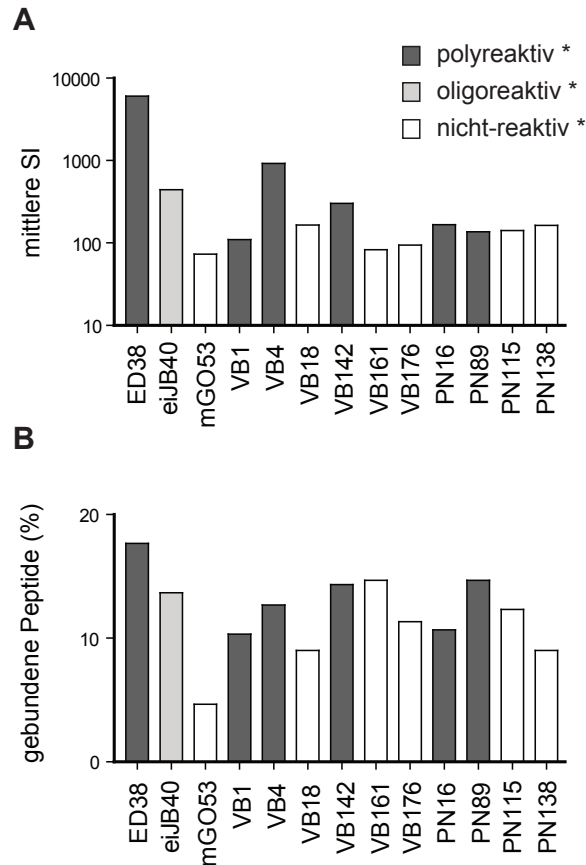 A
polyreaktiv *
oligoreaktiv *
nicht-reaktiv *
mittlere SI
10000
1000
100
10
ED38
eiJB40
mGO53
VB1
VB4
VB18
VB142
VB161
VB176
PN16
PN89
PN115
PN138
B
gebundene Peptide (%)
20
10
0
ED38
eiJB40
mGO53
VB1
VB4
VB18
VB142
VB161
VB176
PN16
PN89
PN115
PN138